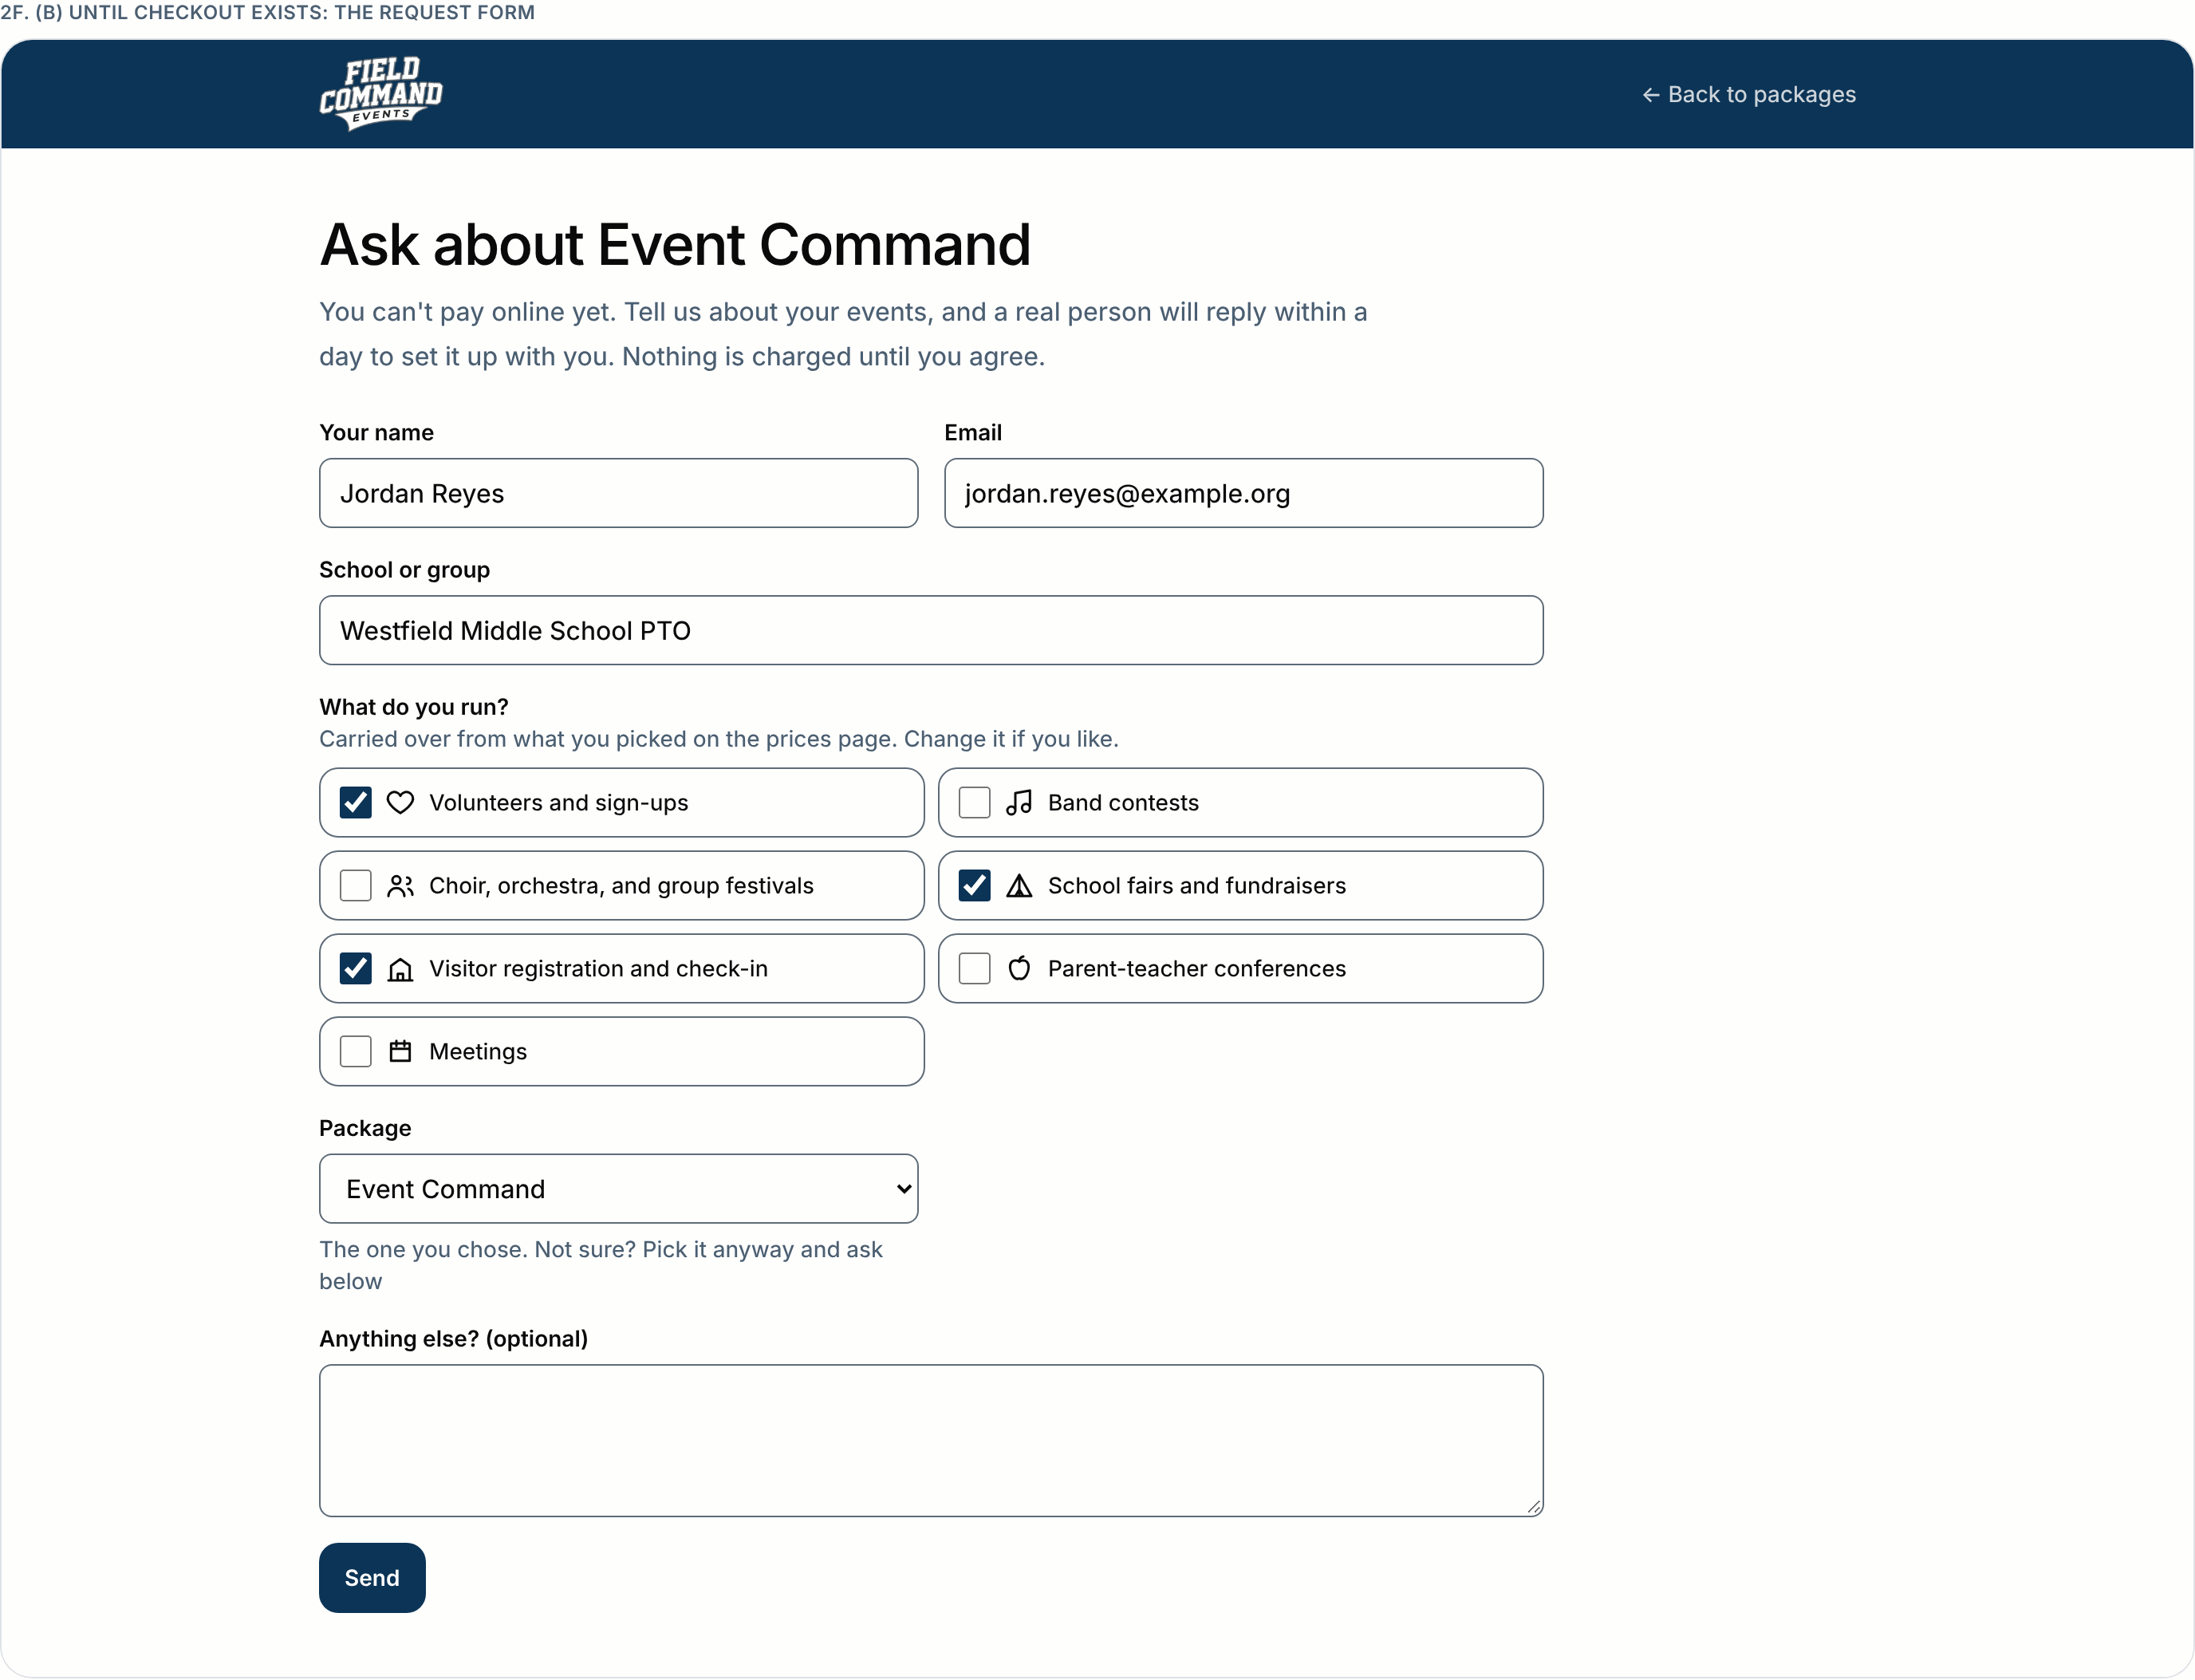 2F. (B) UNTIL CHECKOUT EXISTS: THE REQUEST FORM
FIELD
COMMAND
EVENTS
← Back to packages
Ask about Event Command
You can't pay online yet. Tell us about your events, and a real person will reply within a
day to set it up with you. Nothing is charged until you agree.
Your name
Email
Jordan Reyes
jordan.reyes@example.org
School or group
Westfield Middle School PTO
What do you run?
Carried over from what you picked on the prices page. Change it if you like.
Volunteers and sign-ups
Band contests
Choir, orchestra, and group festivals
School fairs and fundraisers
Visitor registration and check-in
Parent-teacher conferences
Meetings
Package
Event Command
The one you chose. Not sure? Pick it anyway and ask
below
Anything else? (optional)
Send